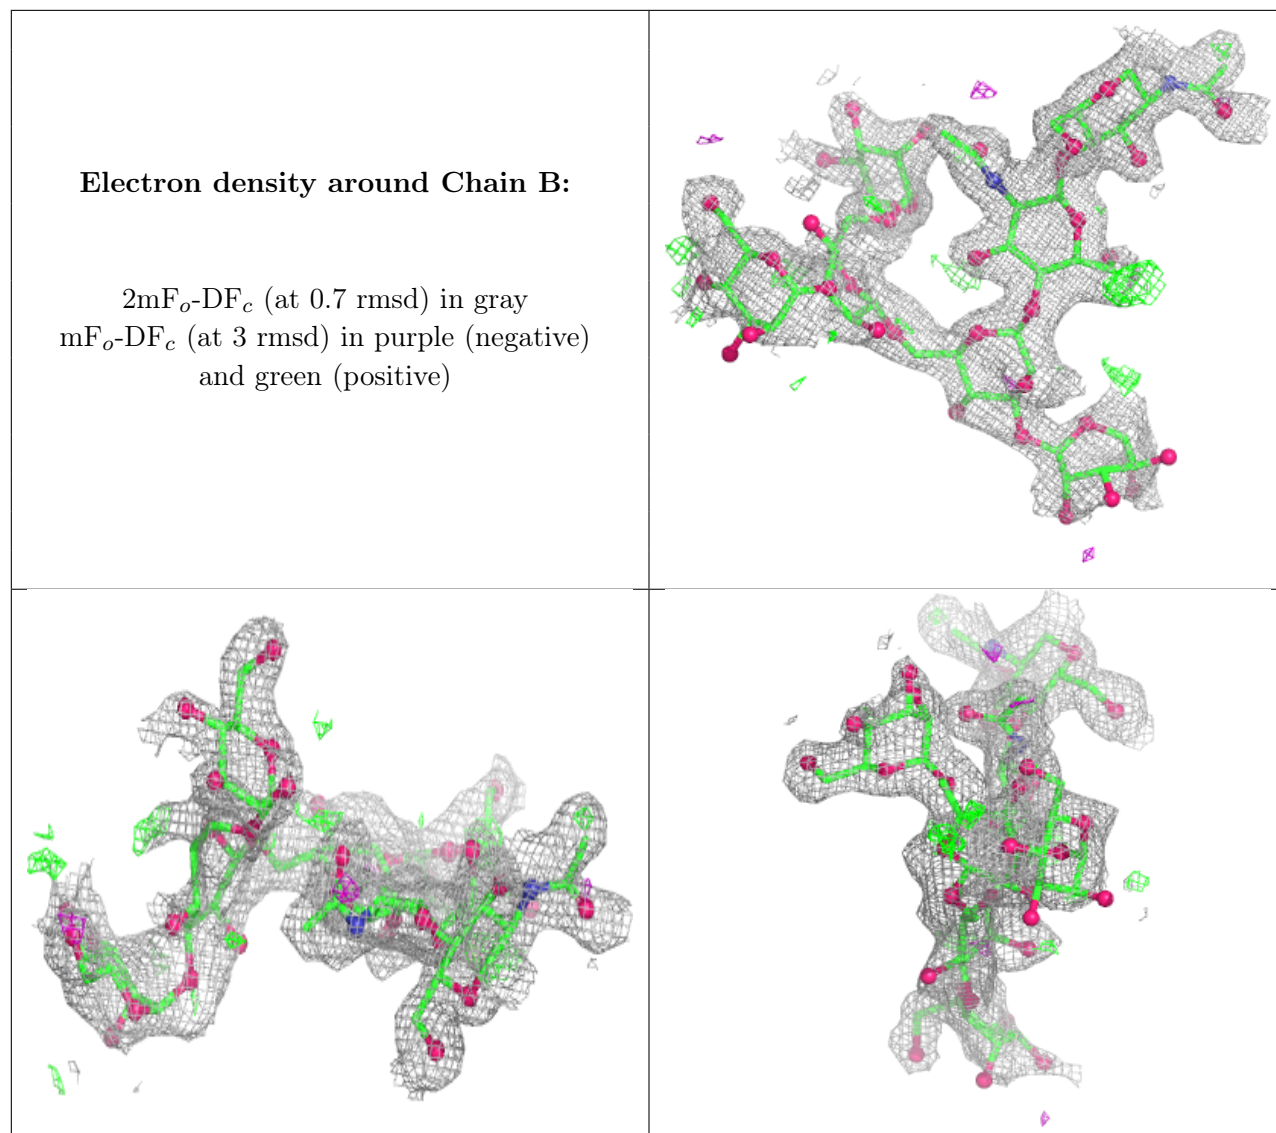 Electron density around Chain B:
2mFₒ-DF𝒸 (at 0.7 rmsd) in gray
mFₒ-DF𝒸 (at 3 rmsd) in purple (negative)
and green (positive)